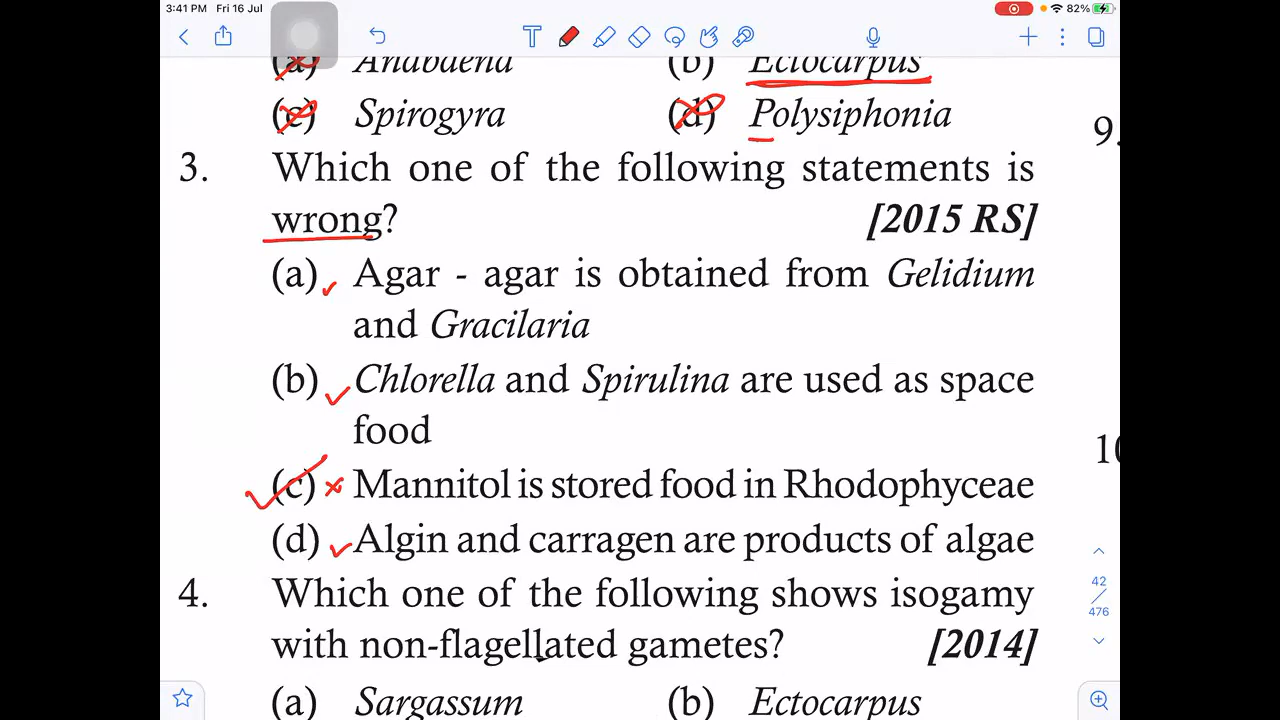 3:41 PM Fri 16 Jul 82%
(a) Anabaena (b) Ectocarpus
(c) Spirogyra (d) Polysiphonia
9.
3. Which one of the following statements is
wrong? [2015 RS]
(a) Agar - agar is obtained from Gelidium
and Gracilaria
(b) Chlorella and Spirulina are used as space
food
(c) Mannitol is stored food in Rhodophyceae
10
(d) Algin and carragen are products of algae
4. Which one of the following shows isogamy
with non-flagellated gametes? [2014]
(a) Sargassum (b) Ectocarpus
42
476